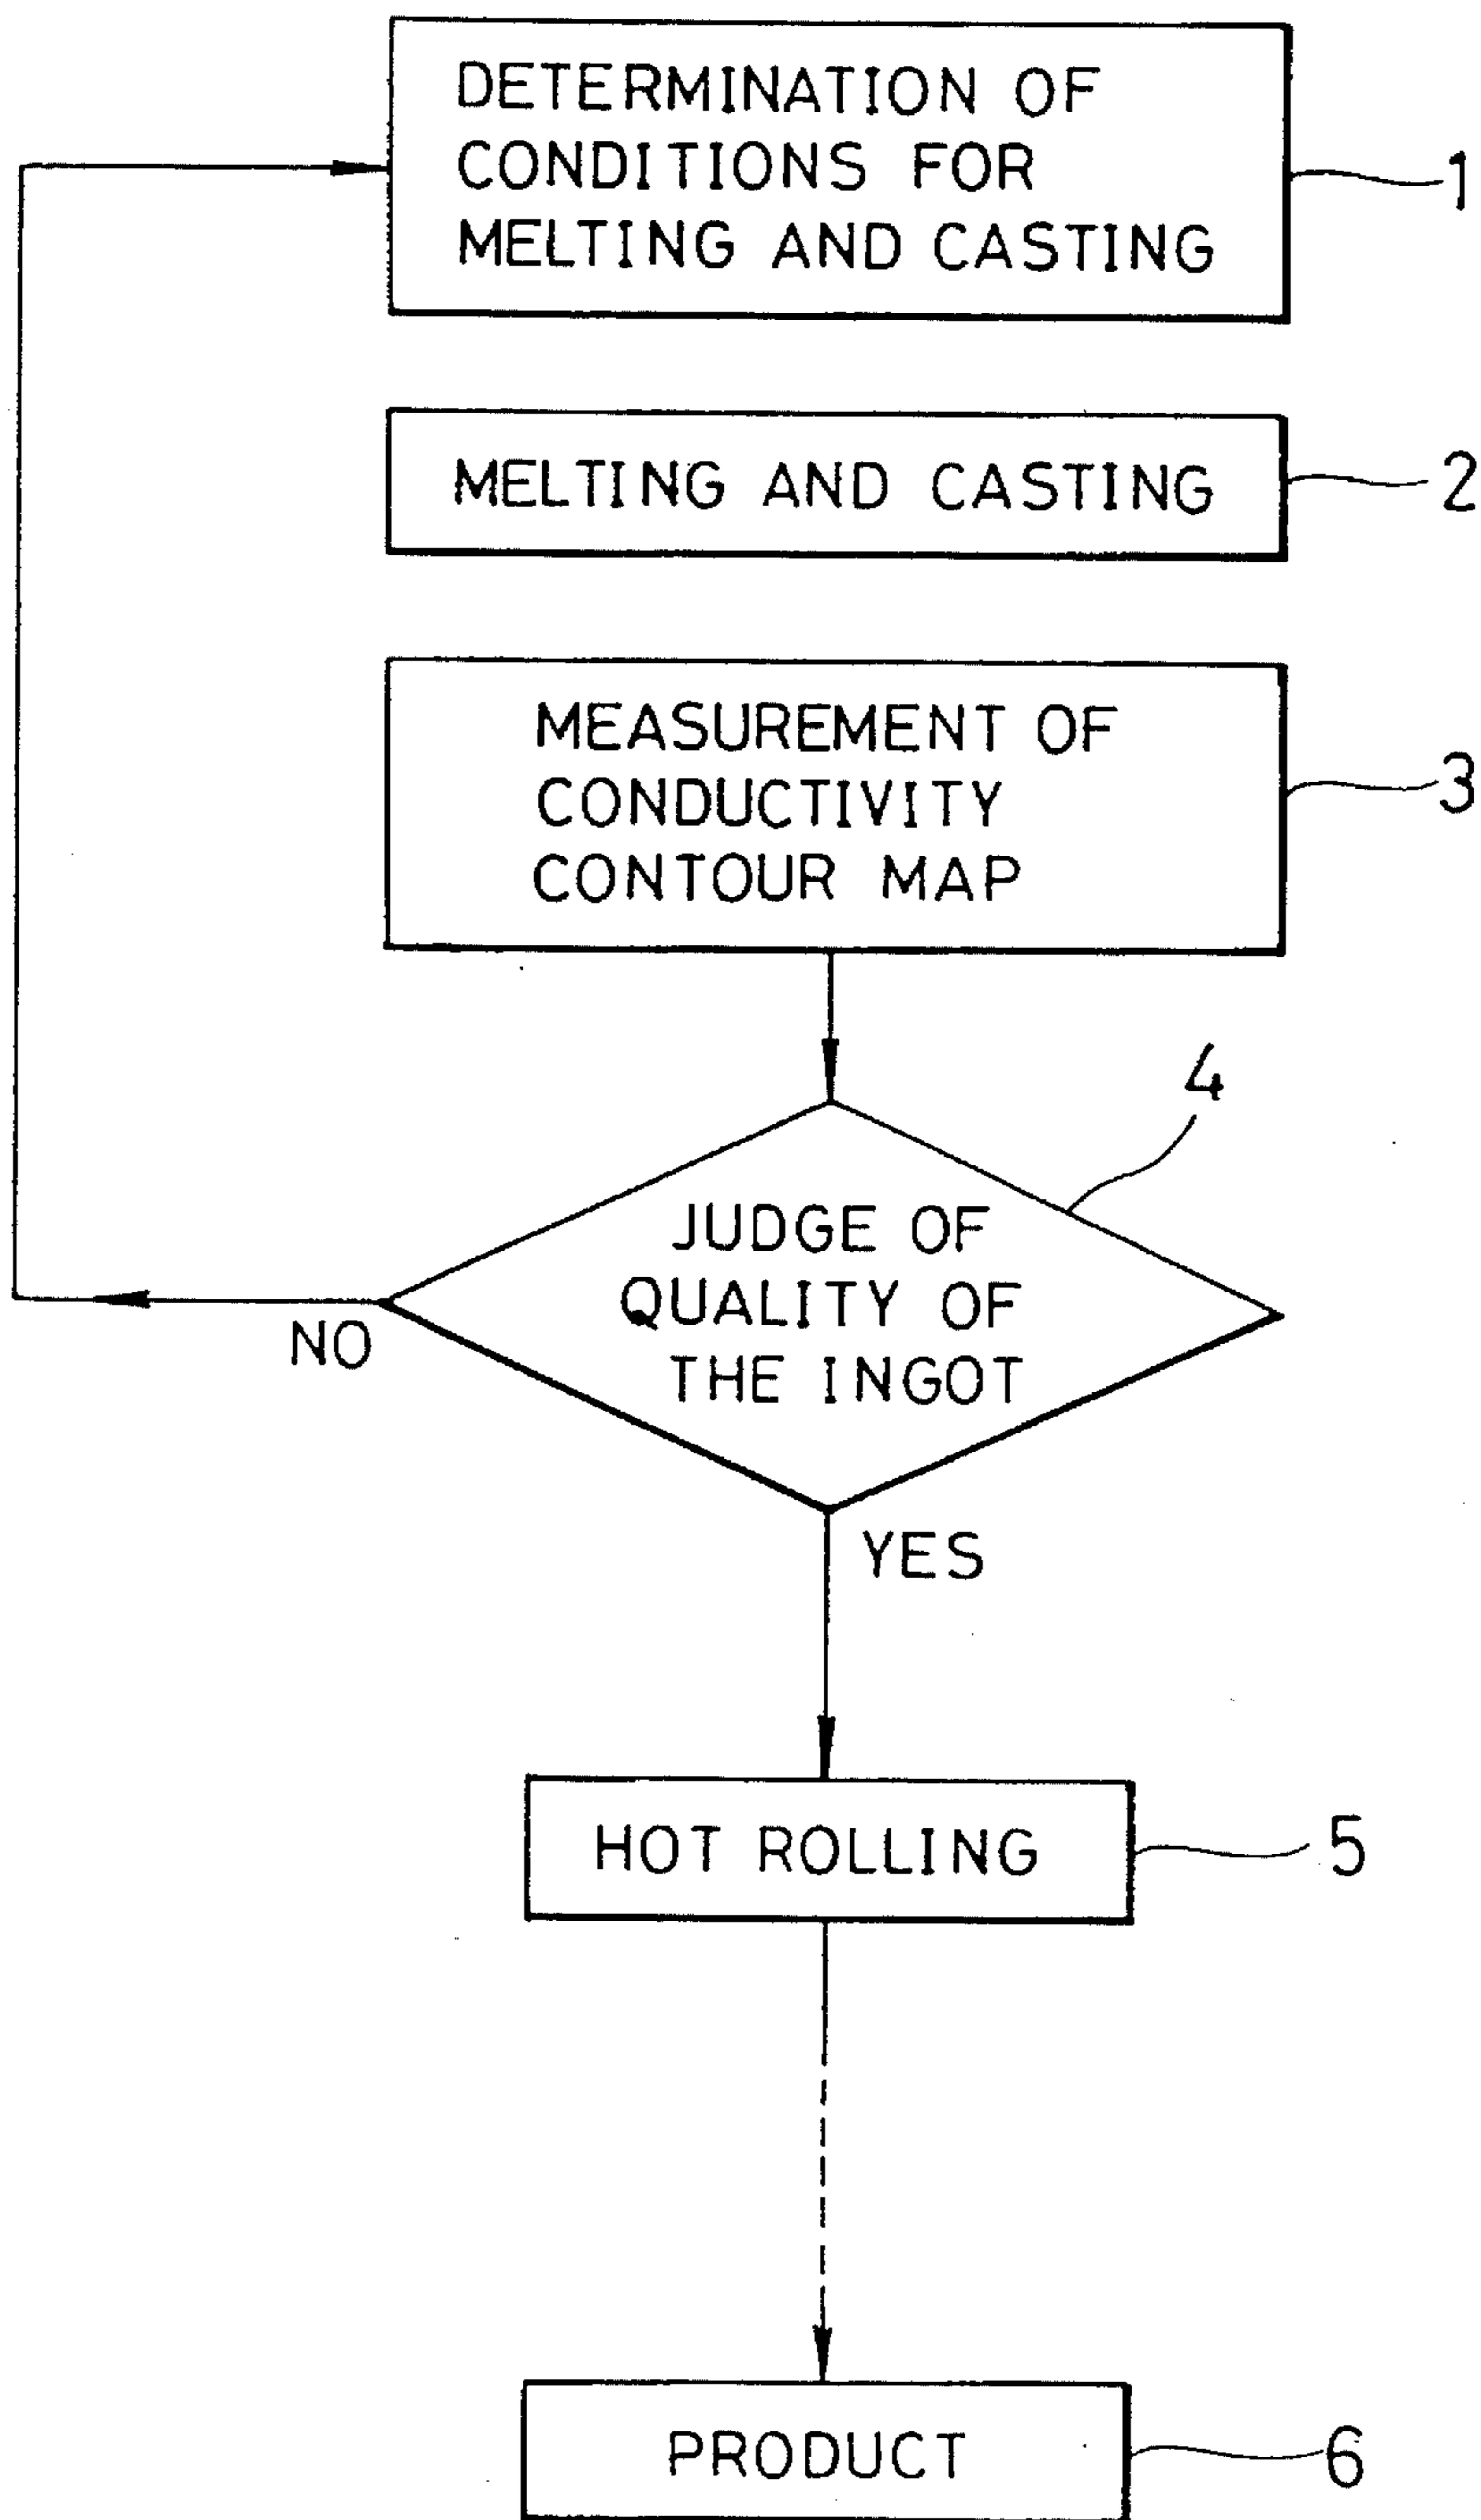 DETERMINATION OF
CONDITIONS FOR
MELTING AND CASTING
1
MELTING AND CASTING
2
MEASUREMENT OF
CONDUCTIVITY
CONTOUR MAP
3
4
JUDGE OF
QUALITY OF
THE INGOT
NO
YES
HOT ROLLING
5
PRODUCT
6